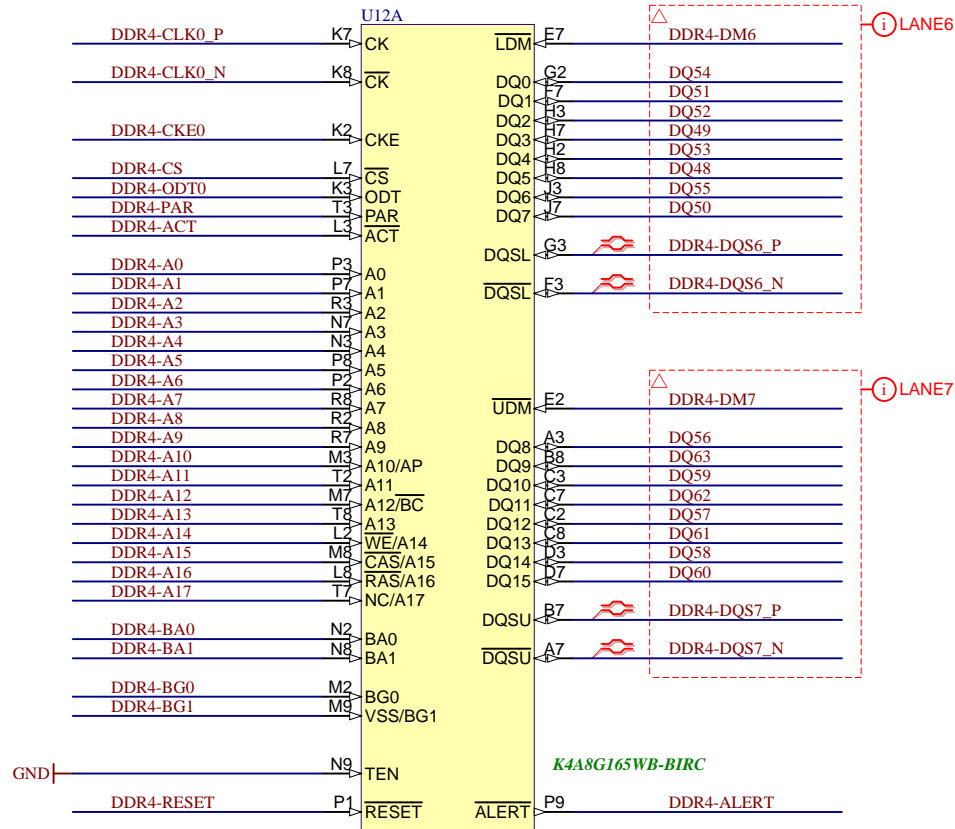 U12A
DDR4-CLK0_P K7 CK
DDR4-CLK0_N K8 CK
DDR4-CKE0 K2 CKE
DDR4-CS L7 CS
DDR4-ODT0 K3 ODT
DDR4-PAR T3 PAR
DDR4-ACT L3 ACT
DDR4-A0 P3 A0
DDR4-A1 P7 A1
DDR4-A2 R3 A2
DDR4-A3 N7 A3
DDR4-A4 N3 A4
DDR4-A5 P8 A5
DDR4-A6 P2 A6
DDR4-A7 R8 A7
DDR4-A8 R2 A8
DDR4-A9 R7 A9
DDR4-A10 M3 A10/AP
DDR4-A11 T2 A11
DDR4-A12 M7 A12/BC
DDR4-A13 T8 A13
DDR4-A14 L2 WE/A14
DDR4-A15 M8 CAS/A15
DDR4-A16 L8 RAS/A16
DDR4-A17 T7 NC/A17
DDR4-BA0 N2 BA0
DDR4-BA1 N8 BA1
DDR4-BG0 M2 BG0
DDR4-BG1 M9 VSS/BG1
GND N9 TEN
DDR4-RESET P1 RESET
LANE6
LDM E7 DDR4-DM6
DQ0 G2 DQ54
DQ1 F7 DQ51
DQ2 H3 DQ52
DQ3 H7 DQ49
DQ4 H2 DQ53
DQ5 H8 DQ48
DQ6 J3 DQ55
DQ7 J7 DQ50
DQSL G3 DDR4-DQS6_P
DQSL F3 DDR4-DQS6_N
LANE7
UDM E2 DDR4-DM7
DQ8 A3 DQ56
DQ9 B8 DQ63
DQ10 C3 DQ59
DQ11 C7 DQ62
DQ12 C2 DQ57
DQ13 C8 DQ61
DQ14 D3 DQ58
DQ15 D7 DQ60
DQSU B7 DDR4-DQS7_P
DQSU A7 DDR4-DQS7_N
K4A8G165WB-BIRC
ALERT P9 DDR4-ALERT